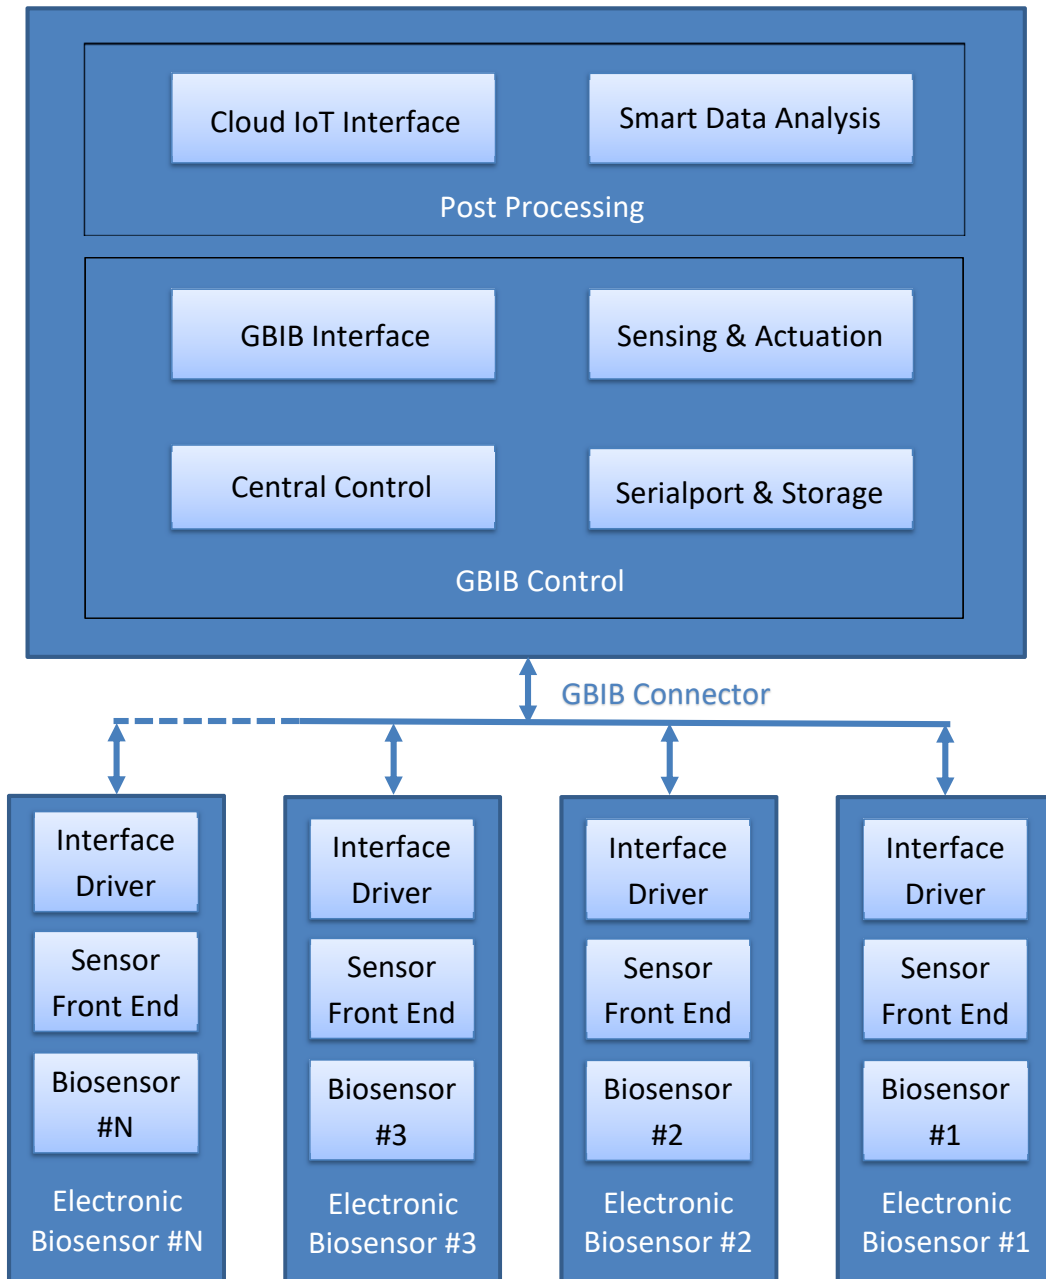 Cloud IoT Interface
Smart Data Analysis
Post Processing
GBIB Interface
Sensing & Actuation
Central Control
Serialport & Storage
GBIB Control
GBIB Connector
Interface
Driver
Sensor
Front End
Biosensor
#N
Electronic
Biosensor #N
Interface
Driver
Sensor
Front End
Biosensor
#3
Electronic
Biosensor #3
Interface
Driver
Sensor
Front End
Biosensor
#2
Electronic
Biosensor #2
Interface
Driver
Sensor
Front End
Biosensor
#1
Electronic
Biosensor #1